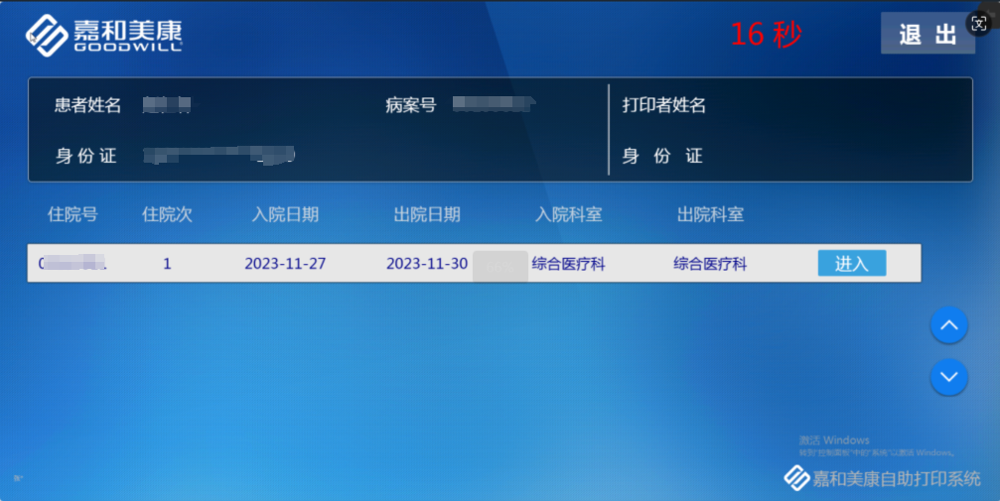 嘉和美康
GOODWILL
16 秒
退 出
患者姓名
病案号
打印者姓名
身 份 证
身 份 证
住院号 住院次 入院日期 出院日期 入院科室 出院科室
1 2023-11-27 2023-11-30 综合医疗科 综合医疗科 进入
激活 Windows
转到"控制面板"中的"系统"以激活 Windows。
嘉和美康自助打印系统